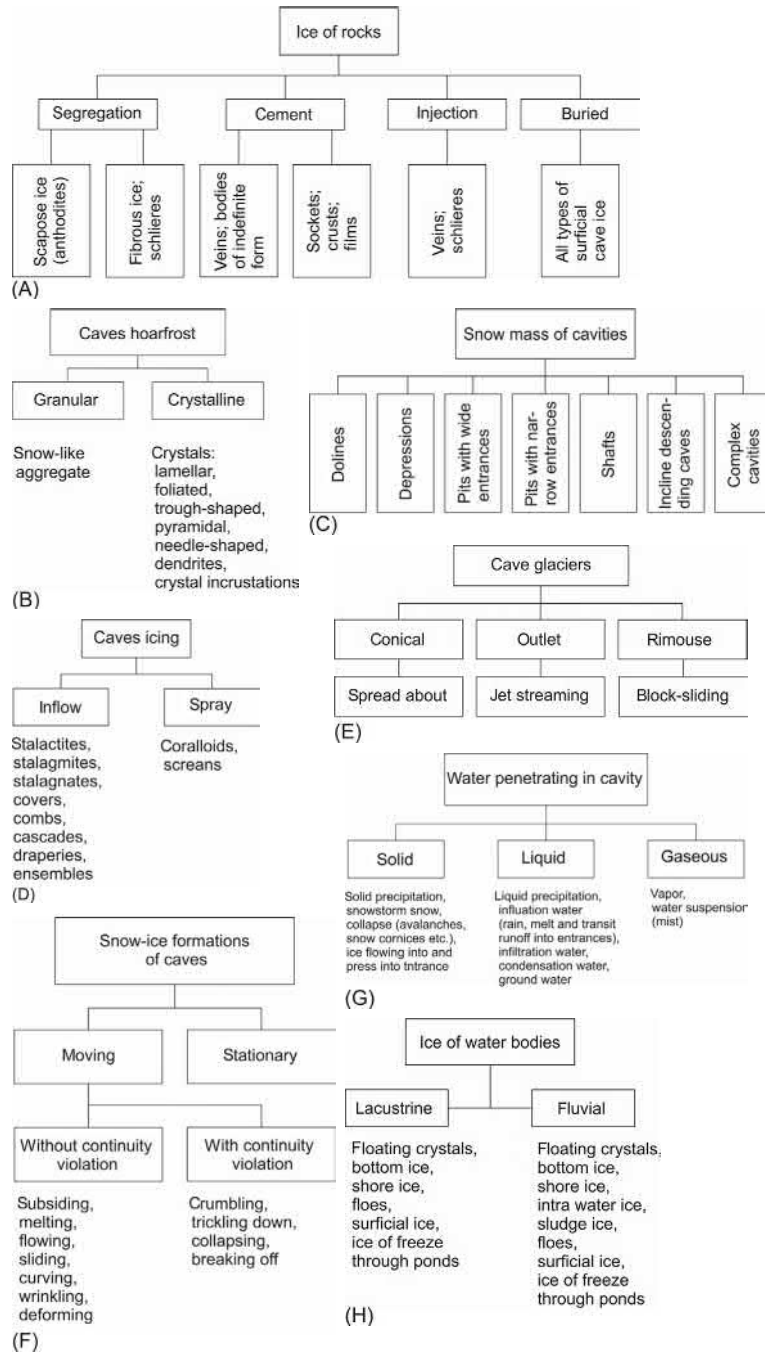 Ice of rocks
Segregation
Cement
Injection
Buried
Scapose ice
(anthodites)
Fibrous ice;
schlieres
Veins; bodies
of indefinite
form
Sockets;
crusts;
films
Veins;
schlieres
All types of
surficial
cave ice
(A)
Caves hoarfrost
Granular
Crystalline
Snow-like
aggregate
Crystals:
lamellar,
foliated,
trough-shaped,
pyramidal,
needle-shaped,
dendrites,
crystal incrustations
(B)
Snow mass of cavities
Dolines
Depressions
Pits with wide
entrances
Pits with nar-
row entrances
Shafts
Incline descen-
ding caves
Complex
cavities
(C)
Caves icing
Inflow
Spray
Stalactites,
stalagmites,
stalagnates,
covers,
combs,
cascades,
draperies,
ensembles
Coralloids,
screans
(D)
Cave glaciers
Conical
Outlet
Rimouse
Spread about
Jet streaming
Block-sliding
(E)
Snow-ice formations
of caves
Moving
Stationary
Without continuity
violation
With continuity
violation
Subsiding,
melting,
flowing,
sliding,
curving,
wrinkling,
deforming
Crumbling,
trickling down,
collapsing,
breaking off
(F)
Water penetrating in cavity
Solid
Liquid
Gaseous
Solid precipitation,
snowstorm snow,
collapse (avalanches,
snow cornices etc.),
ice flowing into and
press into tntrance
Liquid precipitation,
influation water
(rain, melt and transit
runoff into entrances),
infiltration water,
condensation water,
ground water
Vapor,
water suspension
(mist)
(G)
Ice of water bodies
Lacustrine
Fluvial
Floating crystals,
bottom ice,
shore ice,
floes,
surficial ice,
ice of freeze
through ponds
Floating crystals,
bottom ice,
shore ice,
intra water ice,
sludge ice,
floes,
surficial ice,
ice of freeze
through ponds
(H)